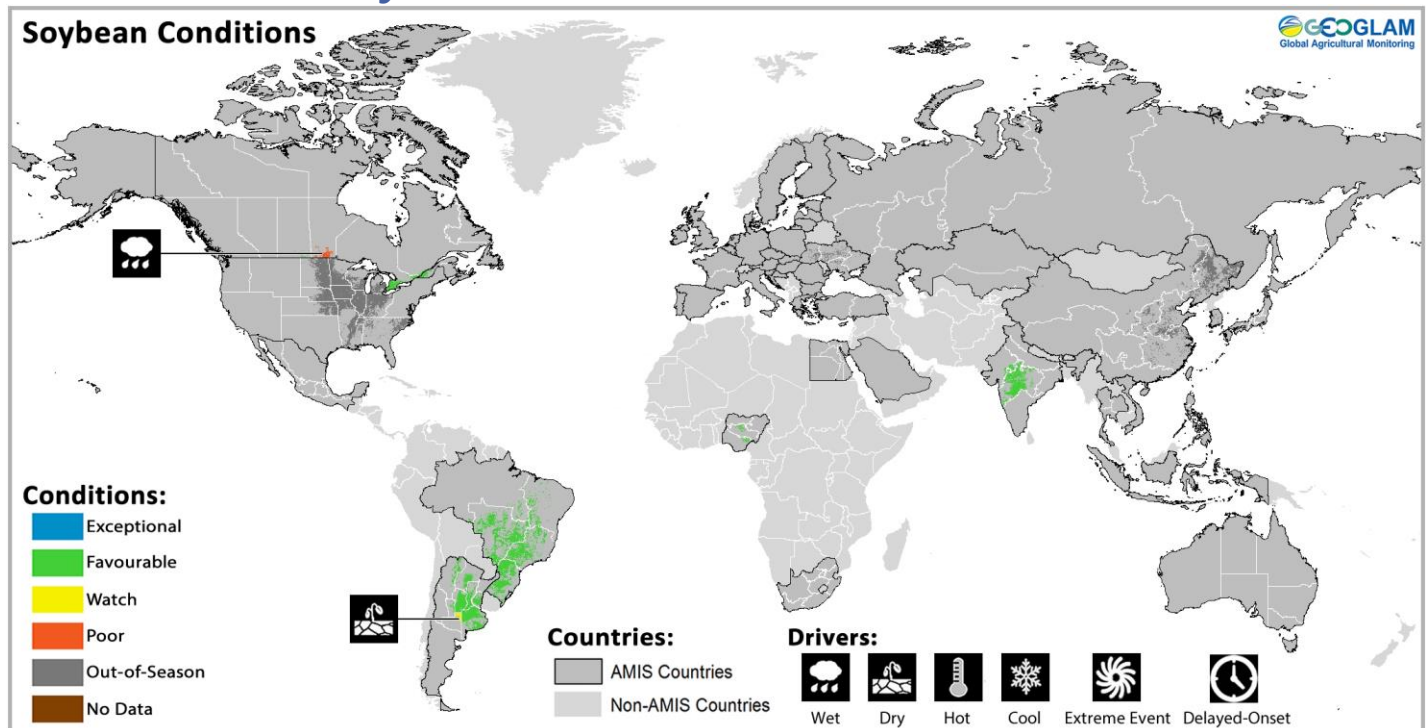 Soybean Conditions
GEOGLAM
Global Agricultural Monitoring
Conditions:
Exceptional
Favourable
Watch
Poor
Out-of-Season
No Data
Countries:
AMIS Countries
Non-AMIS Countries
Drivers:
Wet
Dry
Hot
Cool
Extreme Event
Delayed-Onset